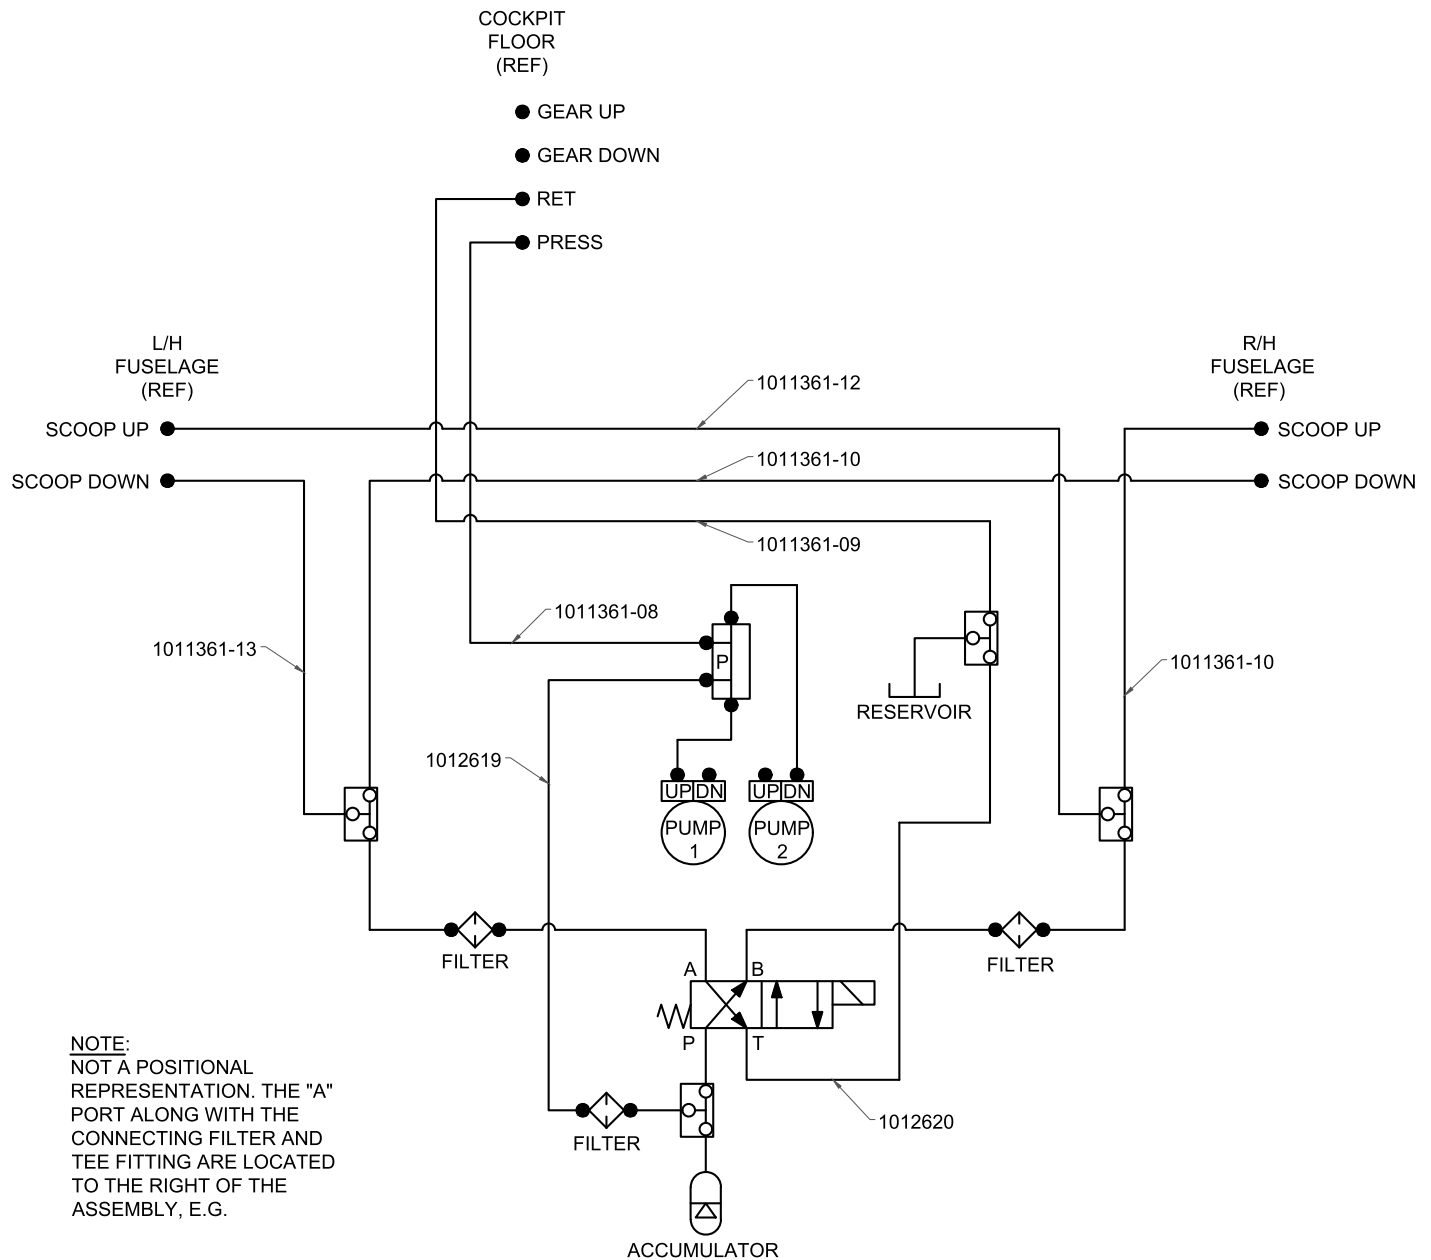 COCKPIT
FLOOR
(REF)
GEAR UP
GEAR DOWN
RET
PRESS
L/H
FUSELAGE
(REF)
R/H
FUSELAGE
(REF)
1011361-12
SCOOP UP
SCOOP UP
1011361-10
SCOOP DOWN
SCOOP DOWN
1011361-09
1011361-08
1011361-13
P
1011361-10
RESERVOIR
1012619
UP DN
UP DN
PUMP
1
PUMP
2
FILTER
FILTER
A
B
P
T
NOTE:
NOT A POSITIONAL
REPRESENTATION. THE "A"
PORT ALONG WITH THE
CONNECTING FILTER AND
TEE FITTING ARE LOCATED
TO THE RIGHT OF THE
ASSEMBLY, E.G.
1012620
FILTER
ACCUMULATOR